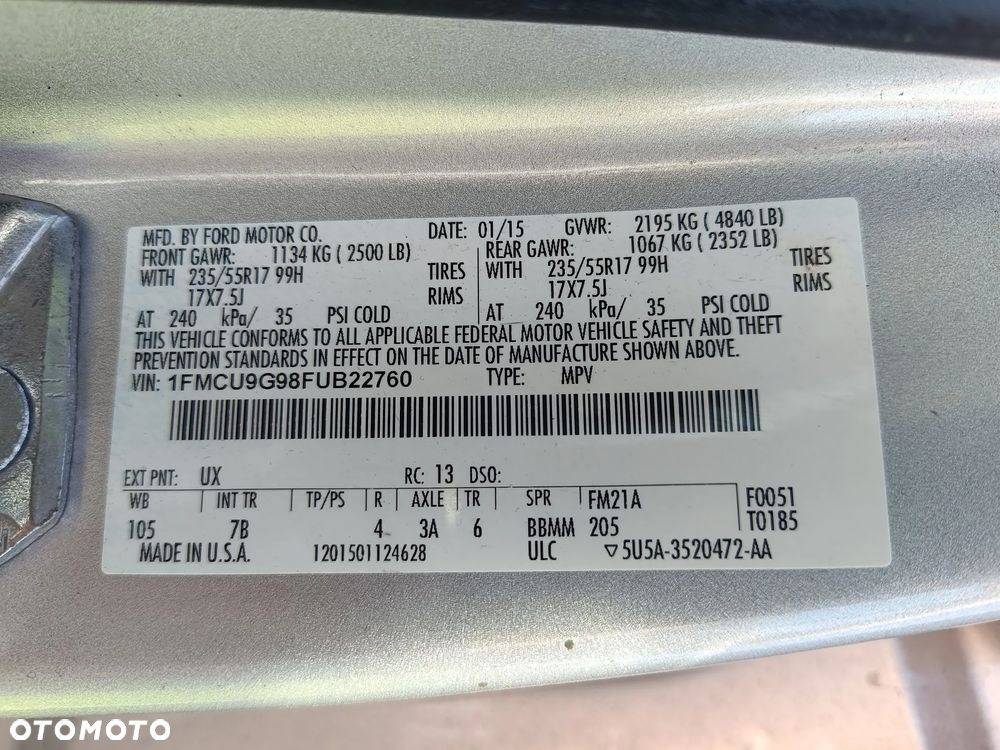 MFD. BY FORD MOTOR CO. DATE: 01/15 GVWR: 2195 KG ( 4840 LB)
FRONT GAWR: 1134 KG ( 2500 LB) REAR GAWR: 1067 KG ( 2352 LB)
WITH 235/55R17 99H TIRES WITH 235/55R17 99H TIRES
17X7.5J RIMS 17X7.5J RIMS
AT 240 kPa/ 35 PSI COLD AT 240 kPa/ 35 PSI COLD
THIS VEHICLE CONFORMS TO ALL APPLICABLE FEDERAL MOTOR VEHICLE SAFETY AND THEFT
PREVENTION STANDARDS IN EFFECT ON THE DATE OF MANUFACTURE SHOWN ABOVE.
VIN: 1FMCU9G98FUB22760 TYPE: MPV
EXT PNT: UX RC: 13 DSO:
WB INT TR TP/PS R AXLE TR SPR FM21A F0051
105 7B 4 3A 6 BBMM 205 T0185
MADE IN U.S.A. 1201501124628 ULC ▽5U5A-3520472-AA
OTOMOTO